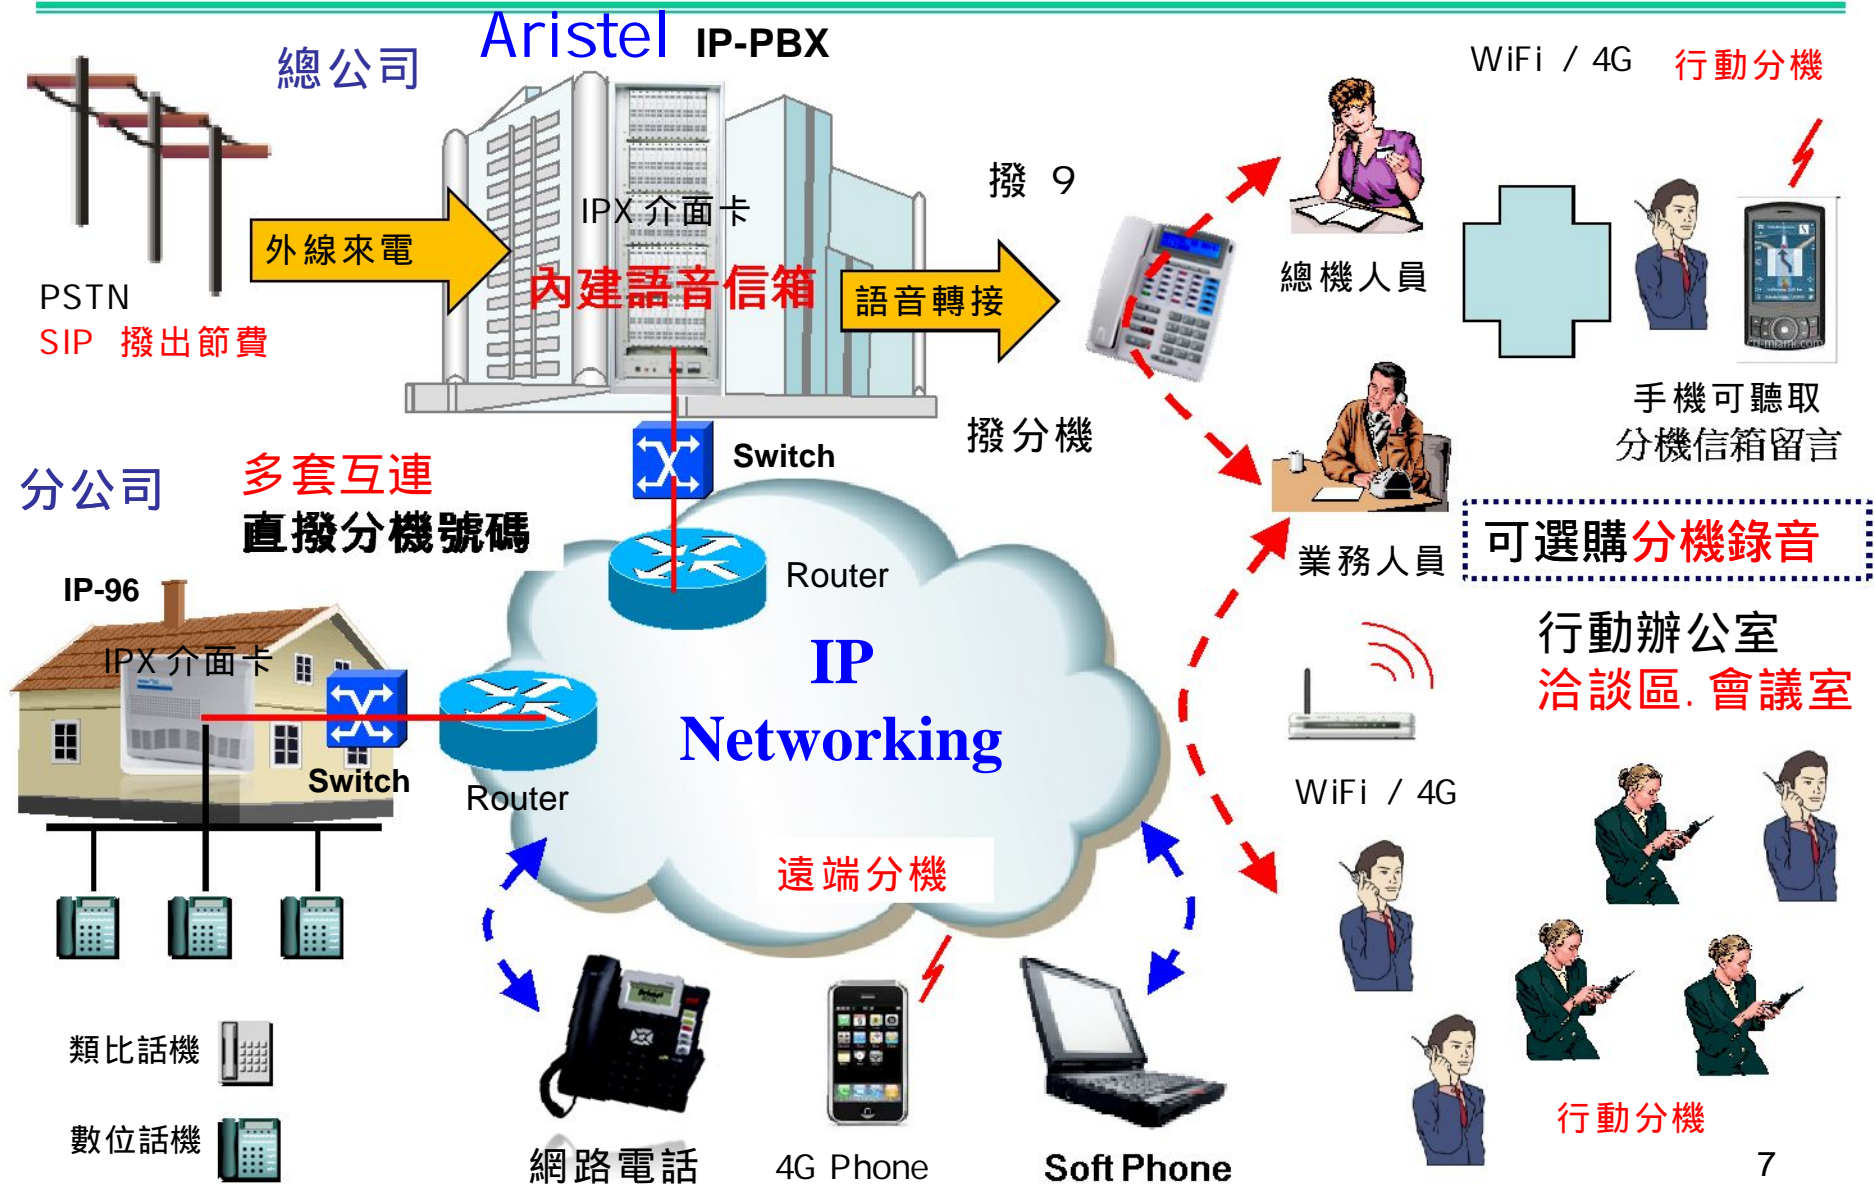 Aristel IP-PBX
總公司
WiFi / 4G 行動分機
撥 9
IPX 介面卡
外線來電
內建語音信箱
語音轉接
總機人員
PSTN
SIP 撥出節費
cn-miami.com
手機可聽取
分機信箱留言
撥分機
Switch
分公司
多套互連
直撥分機號碼
可選購分機錄音
業務人員
Router
IP-96
IPX 介面卡
IP
Networking
行動辦公室
洽談區. 會議室
Switch
Router
WiFi / 4G
遠端分機
類比話機
數位話機
網路電話
4G Phone
Soft Phone
行動分機
7